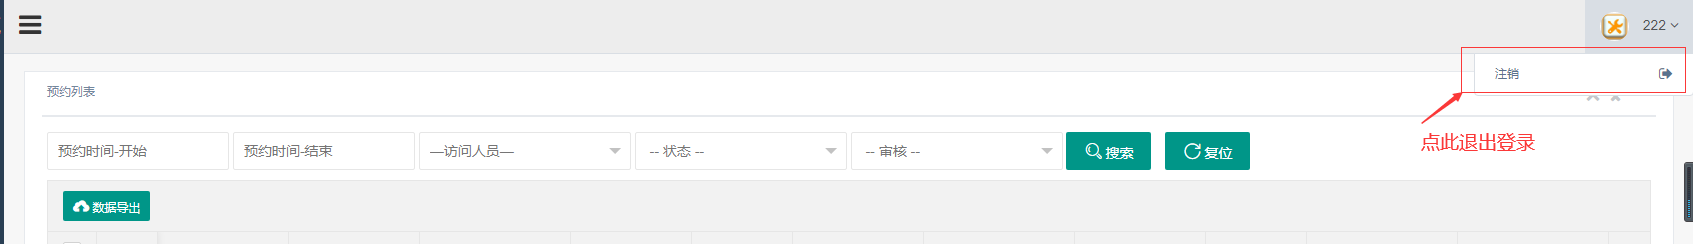 222
注销
预约列表
点此退出登录
预约时间-开始 预约时间-结束 —访问人员— -- 状态 -- -- 审核 -- 搜索 复位
数据导出